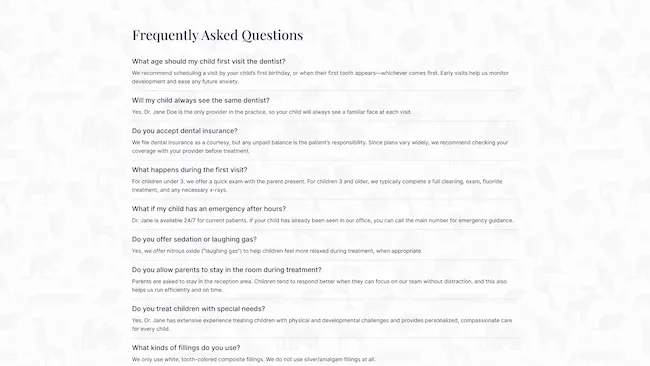 Frequently Asked Questions
What age should my child first visit the dentist?
We recommend scheduling a visit by your child's first birthday, or when their first tooth appears—whichever comes first. Early visits help us monitor
development and ease any future anxiety.
Will my child always see the same dentist?
Yes. Dr. Jane Doe is the only provider in the practice, so your child will always see a familiar face at each visit.
Do you accept dental insurance?
We file dental insurance as a courtesy, but any unpaid balance is the patient's responsibility. Since plans vary widely, we recommend checking your
coverage with your provider before treatment.
What happens during the first visit?
For children under 3, we offer a quick exam with the parent present. For children 3 and older, we typically complete a full cleaning, exam, fluoride
treatment, and any necessary x-rays.
What if my child has an emergency after hours?
Dr. Jane is available 24/7 for current patients. If your child has already been seen in our office, you can call the main number for emergency guidance.
Do you offer sedation or laughing gas?
Yes, we offer nitrous oxide ("laughing gas") to help children feel more relaxed during treatment, when appropriate.
Do you allow parents to stay in the room during treatment?
Parents are asked to stay in the reception area. Children tend to respond better when they can focus on our team without distraction, and this also
helps us run efficiently and on time.
Do you treat children with special needs?
Yes. Dr. Jane has extensive experience treating children with physical and developmental challenges and provides personalized, compassionate care
for every child.
What kinds of fillings do you use?
We only use white, tooth-colored composite fillings. We do not use silver/amalgam fillings at all.